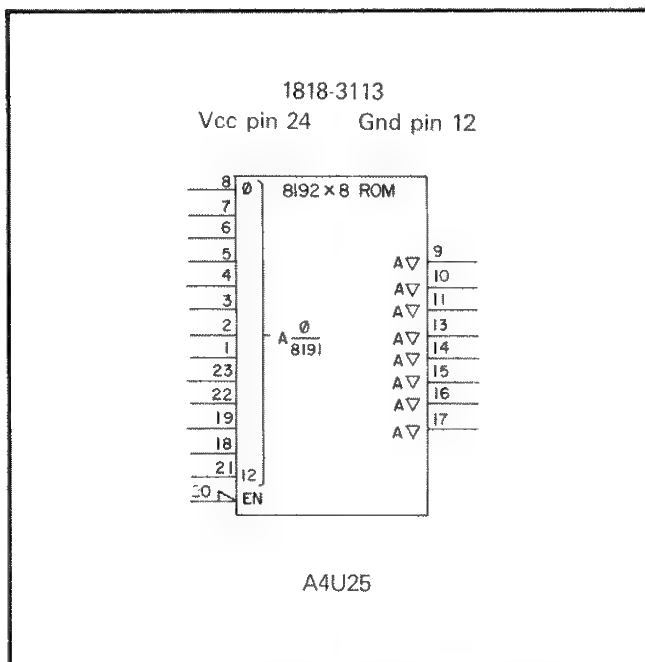 1818-3113
Vcc pin 24 Gnd pin 12
8192 × 8 ROM
8 Ø
7
6
5
4
3
2
1
23
22
19
18
21 12
EN
A Ø/8191
A▽ 9
A▽ 10
A▽ 11
A▽ 13
A▽ 14
A▽ 15
A▽ 16
A▽ 17
A4U25